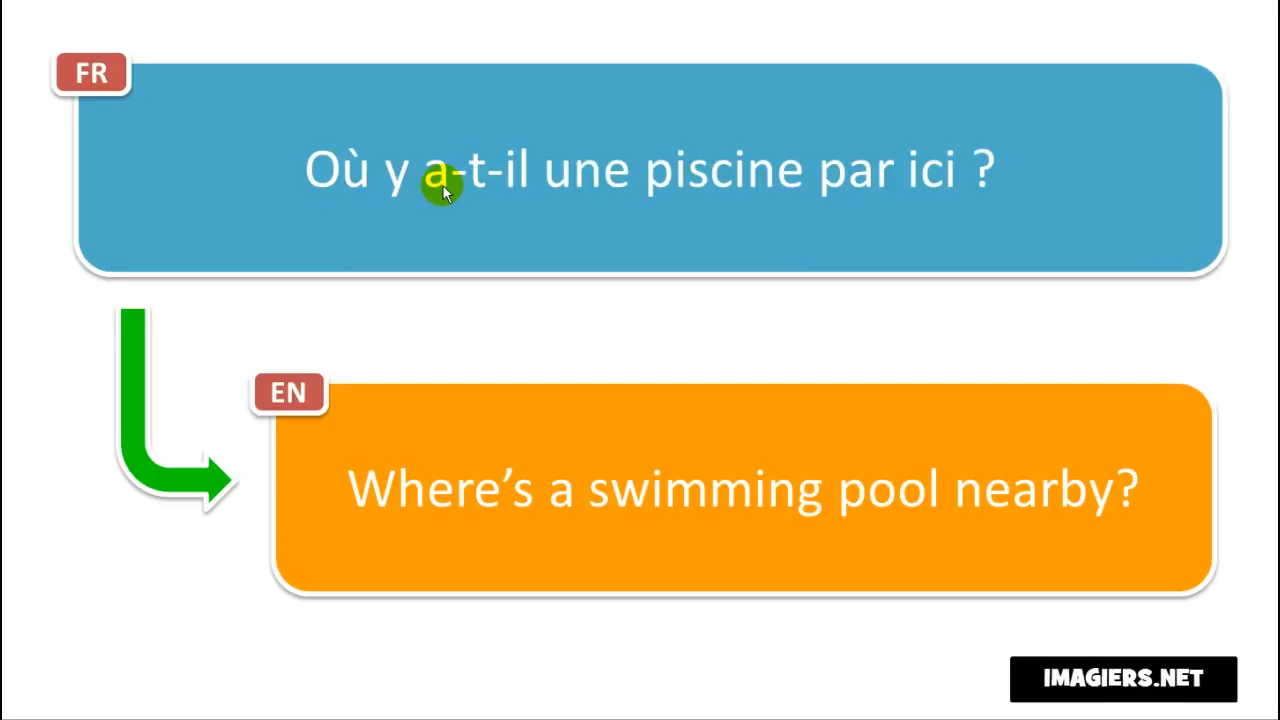 FR
Où y a-t-il une piscine par ici ?
EN
Where’s a swimming pool nearby?
IMAGIERS.NET